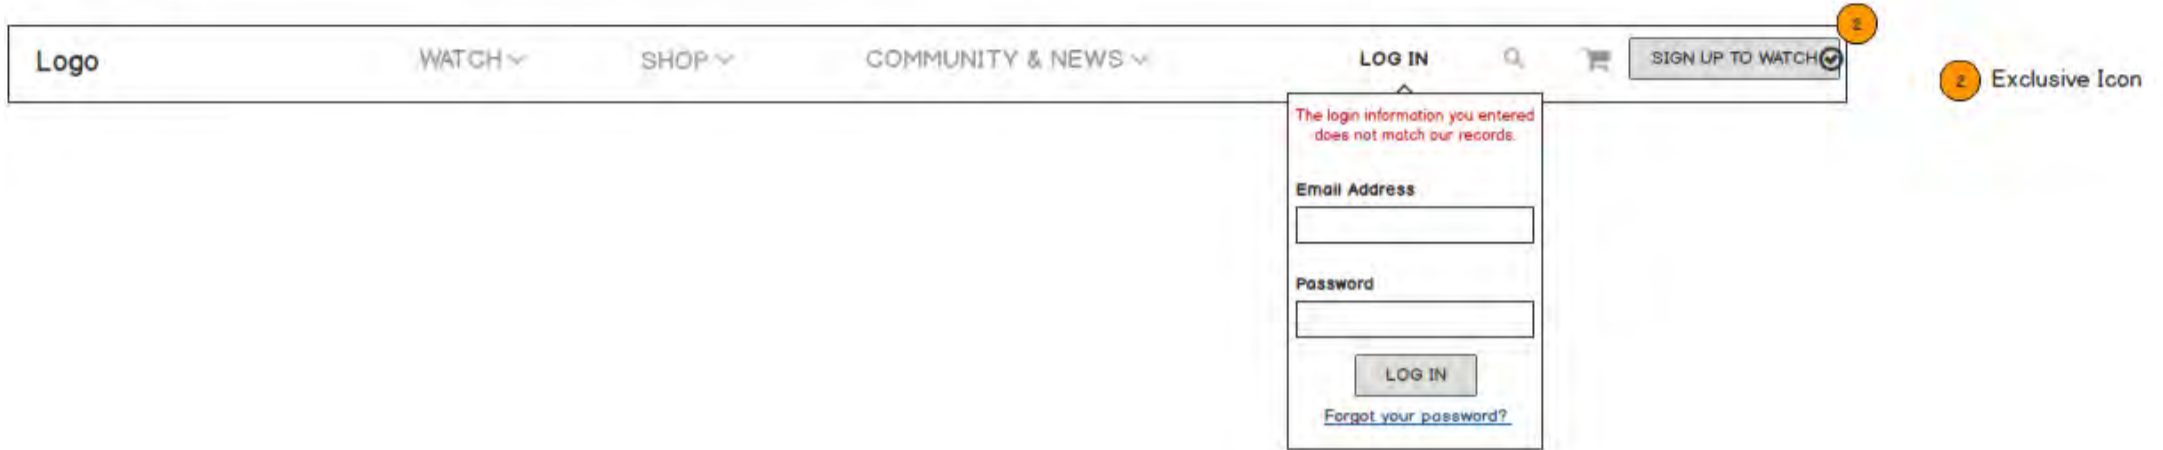 2
Logo
WATCH
SHOP
COMMUNITY & NEWS
LOG IN
SIGN UP TO WATCH
2 Exclusive Icon
The login information you entered
does not match our records.
Email Address
Password
LOG IN
Forgot your password?